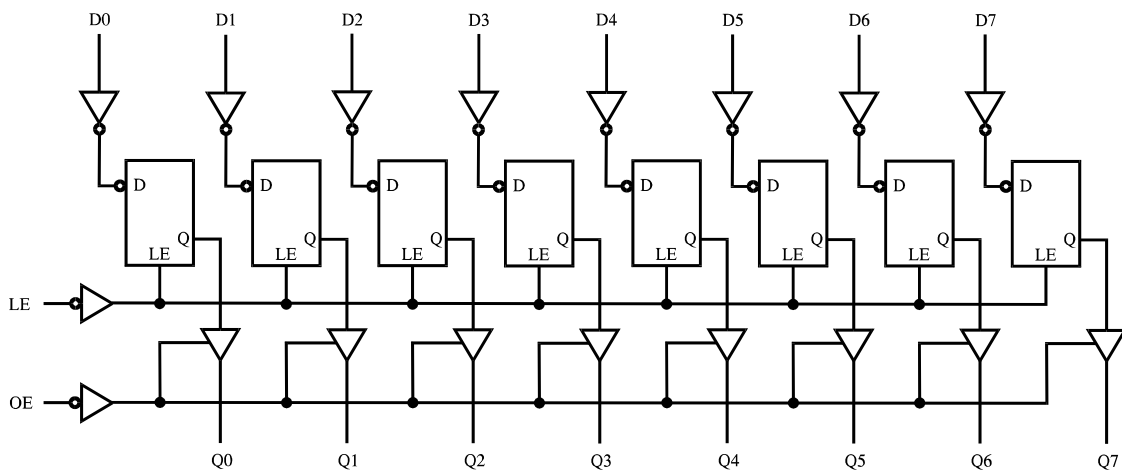 D0 D1 D2 D3 D4 D5 D6 D7
D D D D D D D D
Q Q Q Q Q Q Q Q
LE LE LE LE LE LE LE LE
LE
OE
Q0 Q1 Q2 Q3 Q4 Q5 Q6 Q7